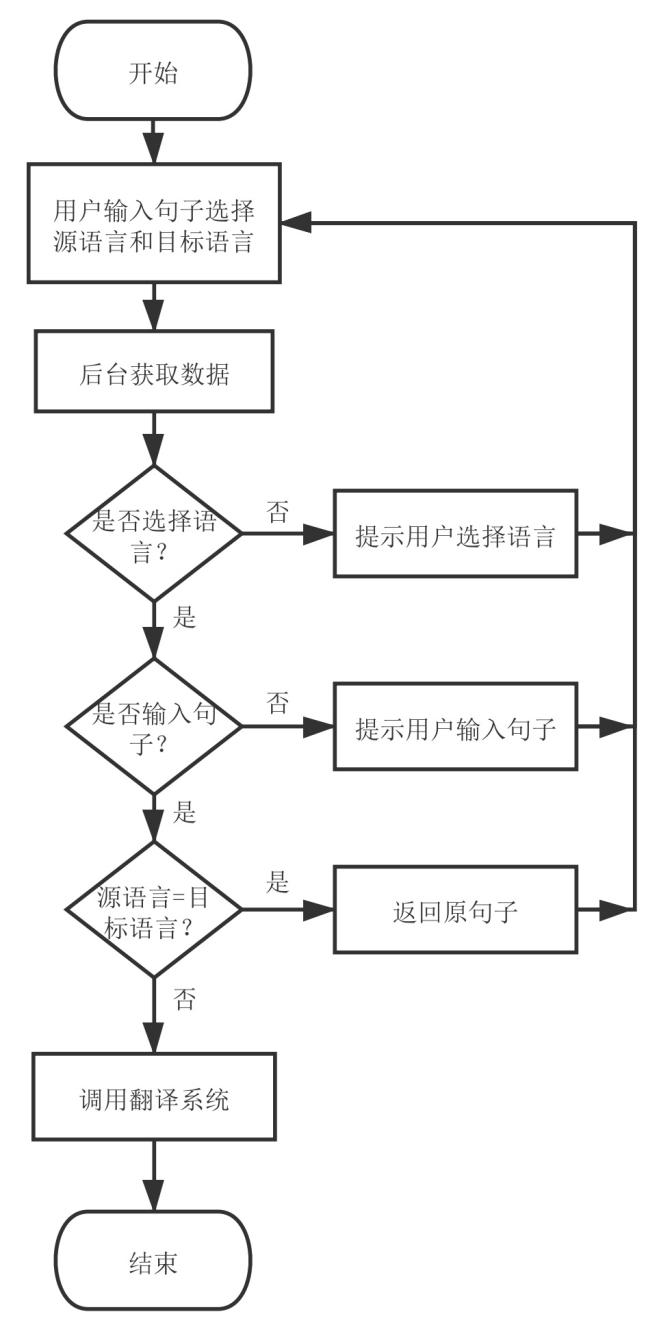 开始
用户输入句子选择
源语言和目标语言
后台获取数据
是否选择语
言？
否
提示用户选择语言
是
是否输入句
子？
否
提示用户输入句子
是
源语言=目
标语言？
是
返回原句子
否
调用翻译系统
结束